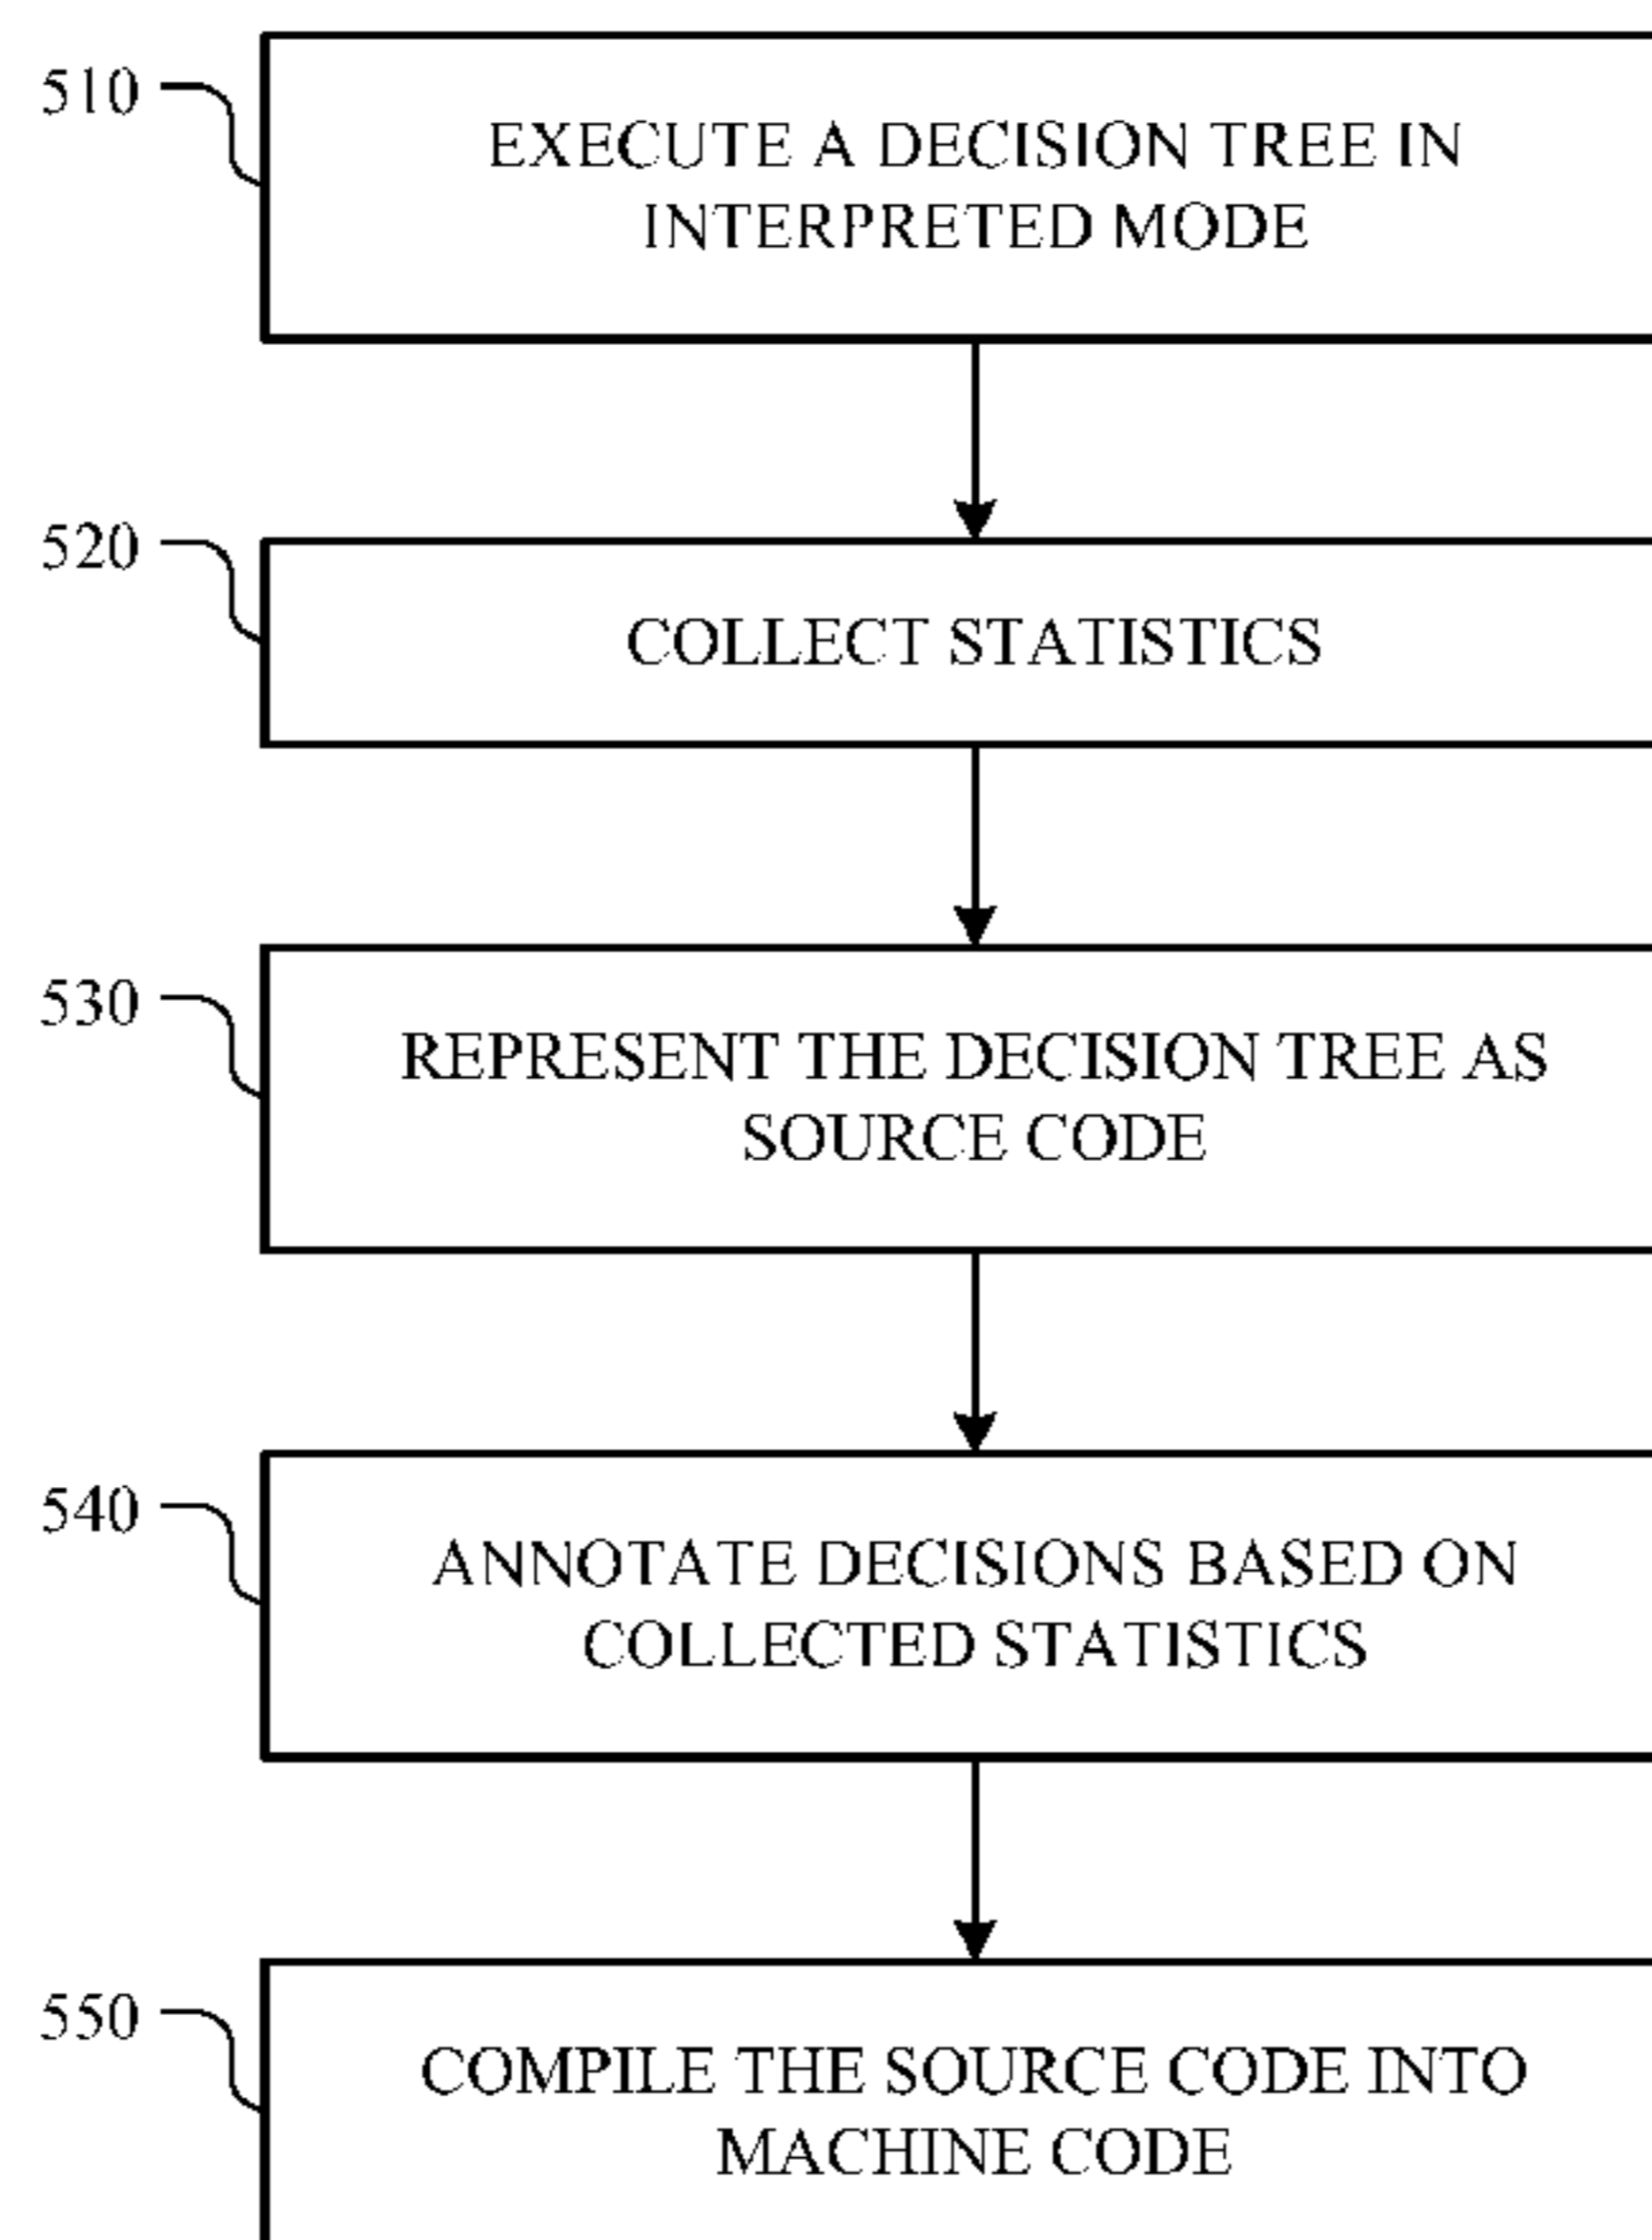 510
EXECUTE A DECISION TREE IN
INTERPRETED MODE
520
COLLECT STATISTICS
530
REPRESENT THE DECISION TREE AS
SOURCE CODE
540
ANNOTATE DECISIONS BASED ON
COLLECTED STATISTICS
550
COMPILE THE SOURCE CODE INTO
MACHINE CODE